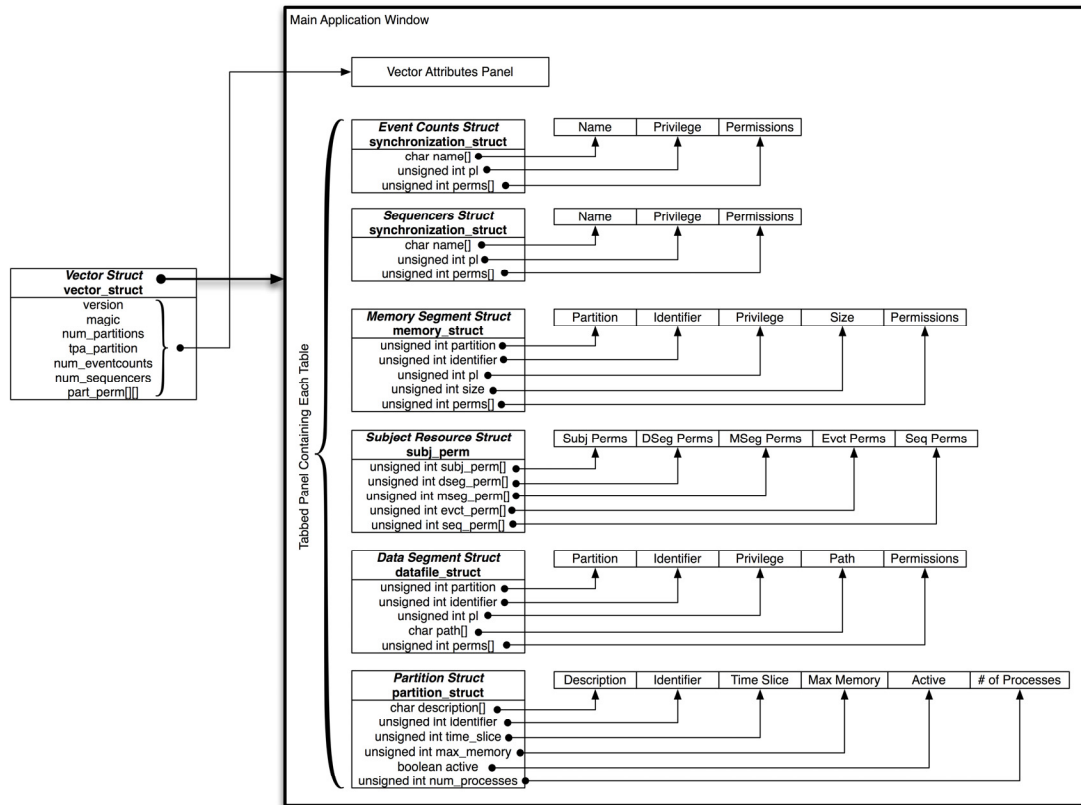 Main Application Window
Vector Attributes Panel
Tabbed Panel Containing Each Table
Vector Struct
vector_struct
version
magic
num_partitions
tpa_partition
num_eventcounts
num_sequencers
part_perm[][]
Event Counts Struct
synchronization_struct
char name[]
unsigned int pl
unsigned int perms[]
Name Privilege Permissions
Sequencers Struct
synchronization_struct
char name[]
unsigned int pl
unsigned int perms[]
Name Privilege Permissions
Memory Segment Struct
memory_struct
unsigned int partition
unsigned int identifier
unsigned int pl
unsigned int size
unsigned int perms[]
Partition Identifier Privilege Size Permissions
Subject Resource Struct
subj_perm
unsigned int subj_perm[]
unsigned int dseg_perm[]
unsigned int mseg_perm[]
unsigned int evct_perm[]
unsigned int seq_perm[]
Subj Perms DSeg Perms MSeg Perms Evct Perms Seq Perms
Data Segment Struct
datafile_struct
unsigned int partition
unsigned int identifier
unsigned int pl
char path[]
unsigned int perms[]
Partition Identifier Privilege Path Permissions
Partition Struct
partition_struct
char description[]
unsigned int identifier
unsigned int time_slice
unsigned int max_memory
boolean active
unsigned int num_processes
Description Identifier Time Slice Max Memory Active # of Processes